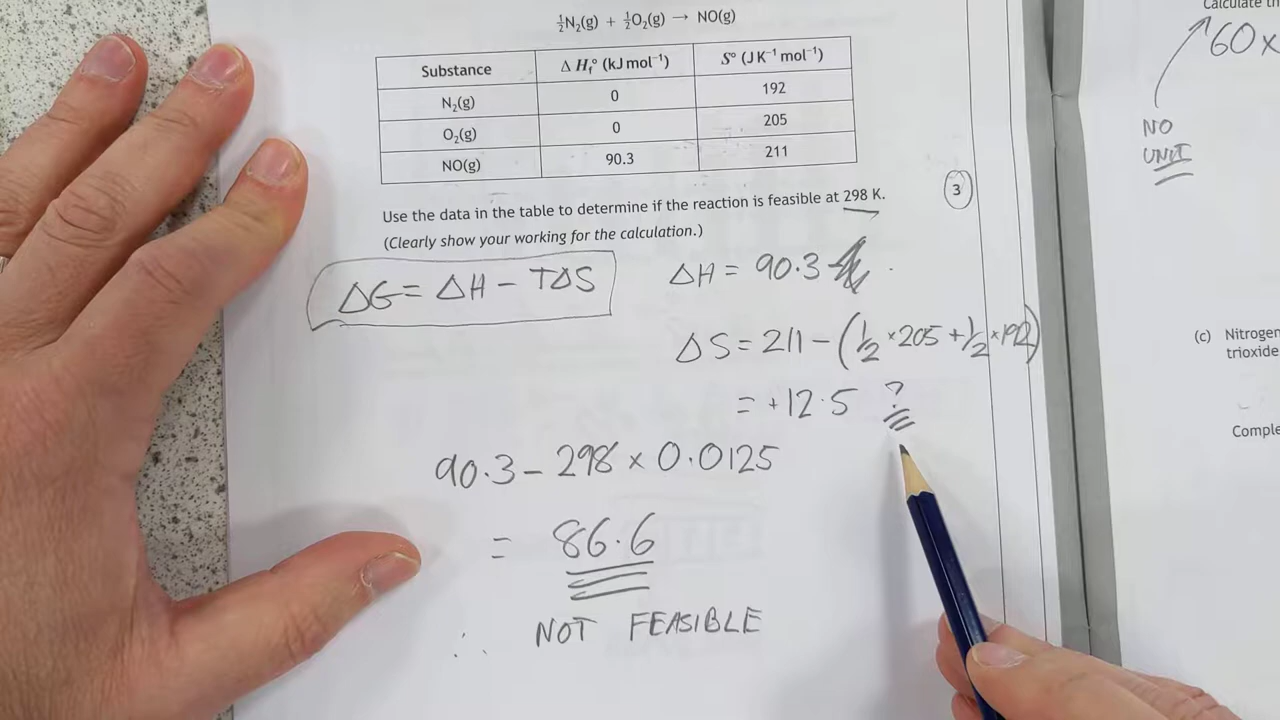 ½N₂(g) + ½O₂(g) → NO(g)
Substance ΔHf° (kJ mol⁻¹) S° (J K⁻¹ mol⁻¹)
N₂(g) 0 192
O₂(g) 0 205
NO(g) 90.3 211
Use the data in the table to determine if the reaction is feasible at 298 K. 3
(Clearly show your working for the calculation.)
ΔG = ΔH − TΔS
ΔH = 90.3
ΔS = 211 − (½ × 205 + ½ × 192)
= +12.5 ?
90.3 − 298 × 0.0125
= 86.6
∴ NOT FEASIBLE
Calculate
60 ×
NO
UNIT
(c) Nitrogen
trioxide